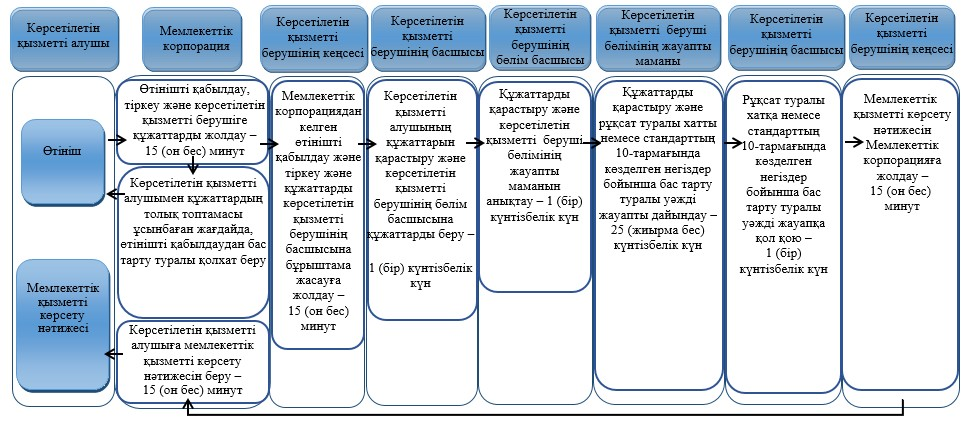 Көрсетілетін
қызметті алушы
Мемлекеттік
корпорация
Көрсетілетін
қызметті
берушінің кеңсесі
Көрсетілетін
қызметті
берушінің басшысы
Көрсетілетін
қызметті
берушінің
бөлім басшысы
Көрсетілетін
қызметті  беруші
бөлімінің жауапты
маманы
Көрсетілетін
қызметті
берушінің басшысы
Көрсетілетін
қызметті
берушінің кеңсесі
Өтініш
Мемлекеттік
қызметті
көрсету
нәтижесі
Өтінішті қабылдау,
тіркеу және көрсетілетін
қызметті берушіге
құжаттарды жолдау –
15 (он бес) минут
Көрсетілетін қызметті
алушымен құжаттардың
толық топтамасы
ұсынбаған жағдайда,
өтінішті қабылдаудан бас
тарту туралы қолхат беру
Көрсетілетін қызметті
алушыға мемлекеттік
қызметті көрсету
нәтижесін беру –
15 (он бес) минут
Мемлекеттік
корпорациядан
келген
өтінішті
қабылдау және
тіркеу және
құжаттарды
көрсетілетін
қызметті
берушінің
басшысына
бұрыштама
жасауға
жолдау –
15 (он бес)
минут
Көрсетілетін
қызметті
алушының
құжаттарын
қарастыру және
көрсетілетін
қызметті
берушінің бөлім
басшысына
құжаттарды беру –
1 (бір) күнтізбелік
күн
Құжаттарды
қарастыру және
көрсетілетін
қызметті  беруші
бөлімінің
жауапты
маманын
анықтау – 1 (бір)
күнтізбелік күн
Құжаттарды
қарастыру және
рұқсат туралы хатты
немесе стандарттың
10-тармағында
көзделген негіздер
бойынша бас тарту
туралы уәжді
жауапты дайындау –
25 (жиырма бес)
күнтізбелік күн
Рұқсат туралы
хатқа немесе
стандарттың
10-тармағында
көзделген
негіздер
бойынша бас
тарту туралы
уәжді жауапқа
қол қою –
1 (бір)
күнтізбелік күн
Мемлекеттік
қызметті көрсету
нәтижесін
Мемлекеттік
корпорацияға
жолдау –
15 (он бес)
минут